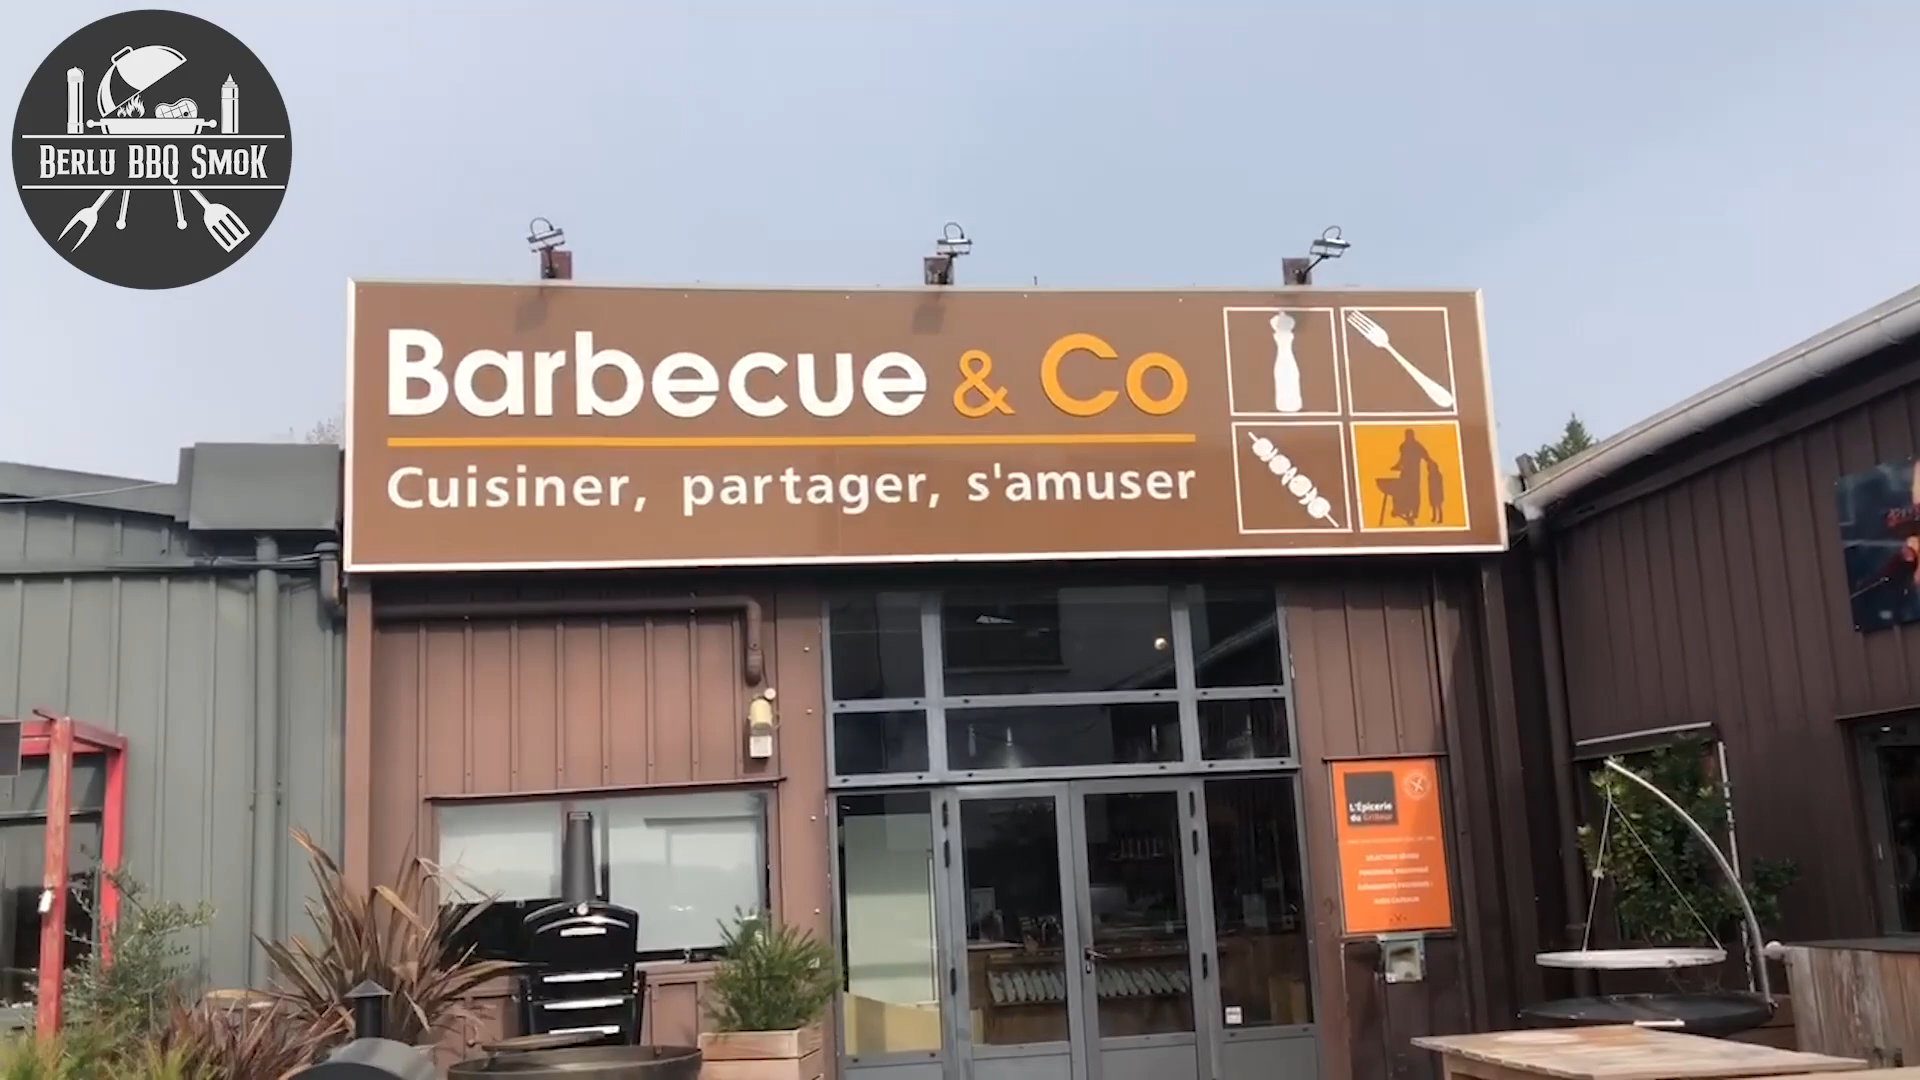 BERLU BBQ SMOK
Barbecue & Co
Cuisiner, partager, s'amuser
L'Épicerie
du Grilleur